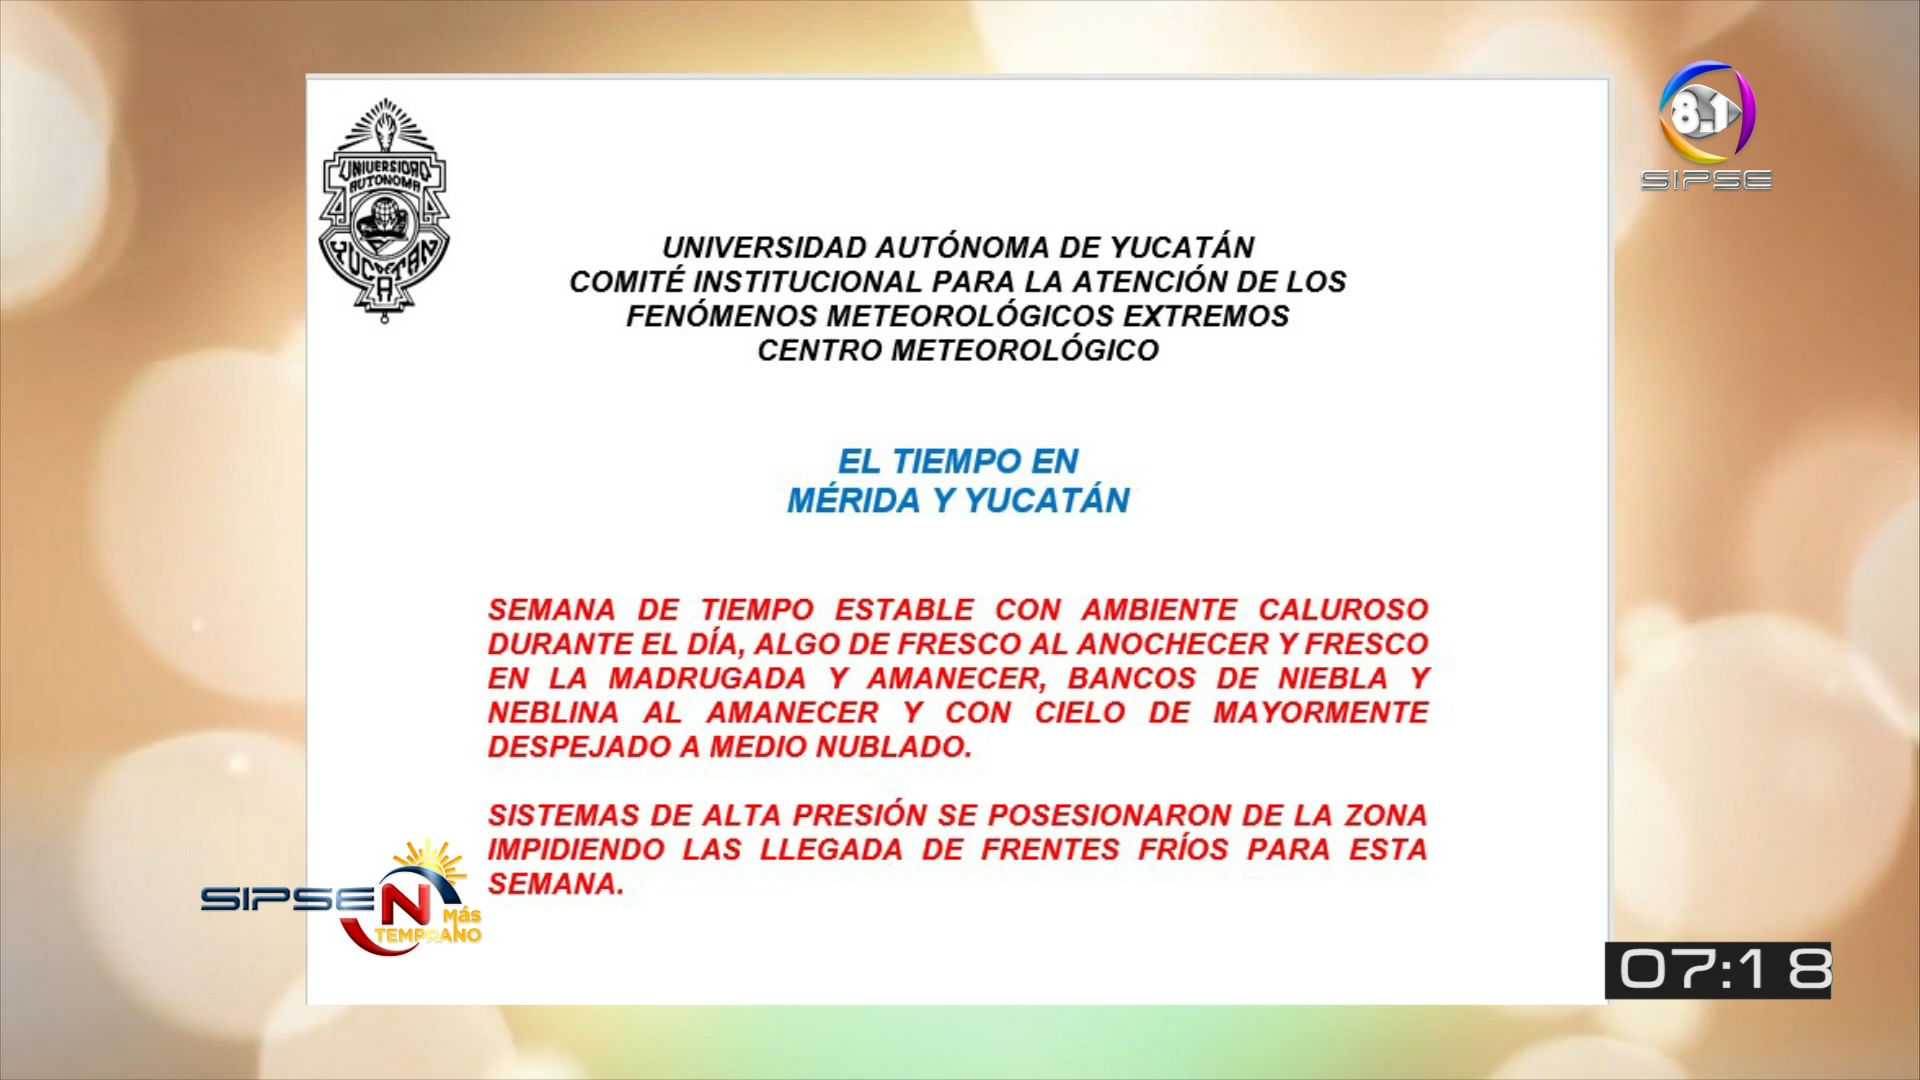 8.1
SIPSE
UNIVERSIDAD
AUTONOMA
YUCATAN
DE
UNIVERSIDAD AUTÓNOMA DE YUCATÁN
COMITÉ INSTITUCIONAL PARA LA ATENCIÓN DE LOS
FENÓMENOS METEOROLÓGICOS EXTREMOS
CENTRO METEOROLÓGICO
EL TIEMPO EN
MÉRIDA Y YUCATÁN
SEMANA DE TIEMPO ESTABLE CON AMBIENTE CALUROSO
DURANTE EL DÍA, ALGO DE FRESCO AL ANOCHECER Y FRESCO
EN LA MADRUGADA Y AMANECER, BANCOS DE NIEBLA Y
NEBLINA AL AMANECER Y CON CIELO DE MAYORMENTE
DESPEJADO A MEDIO NUBLADO.
SISTEMAS DE ALTA PRESIÓN SE POSESIONARON DE LA ZONA
IMPIDIENDO LAS LLEGADA DE FRENTES FRÍOS PARA ESTA
SEMANA.
SIPSE N
MÁS
TEMPRANO
07:18